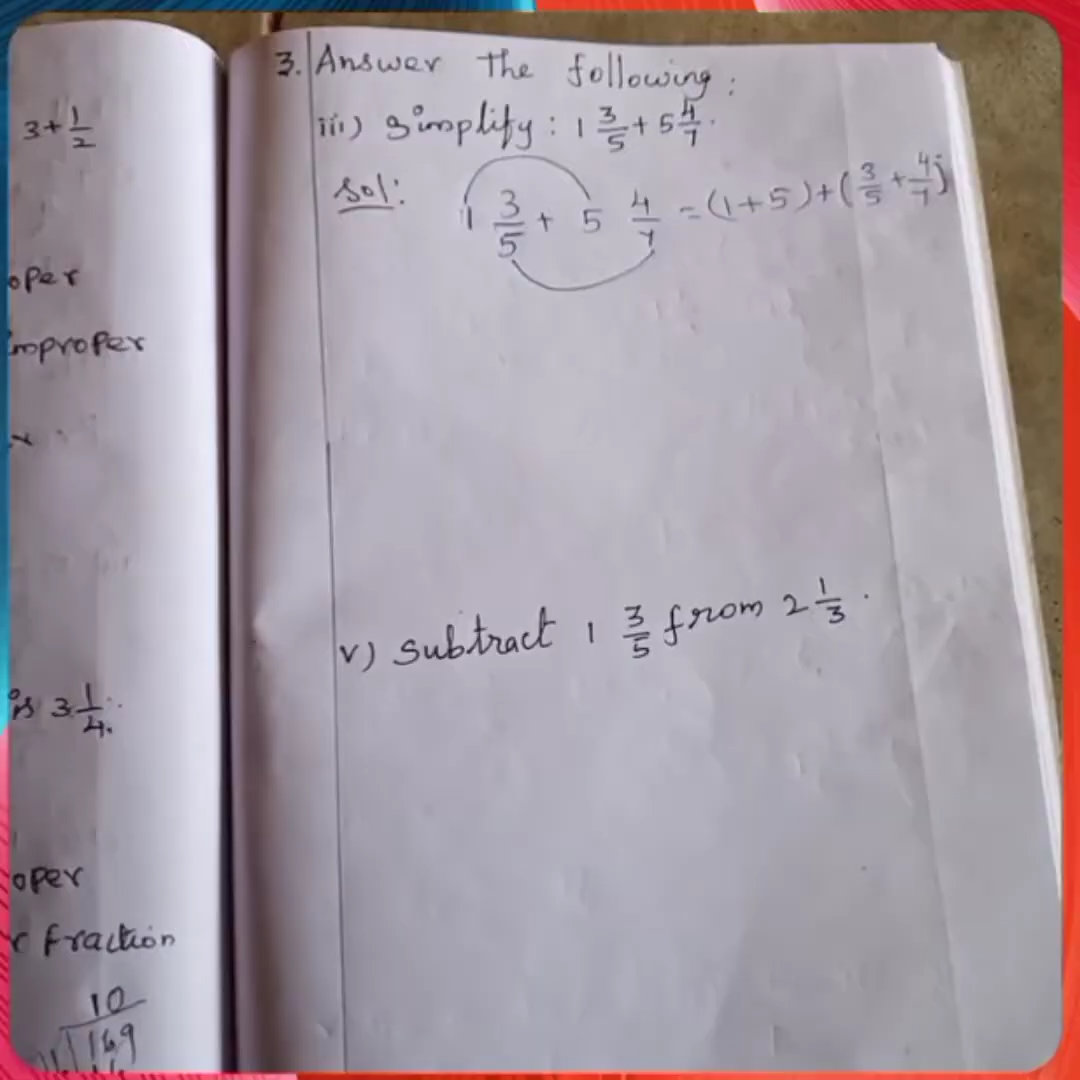 3+1/2
oper
improper
is 3 1/4.
oper
r fraction
10
169
3. Answer the following:
iii) Simplify: 1 3/5 + 5 4/7.
Sol:
1 3/5 + 5 4/7 = (1+5)+(3/5 + 4/7)
v) Subtract 1 3/5 from 2 1/3.